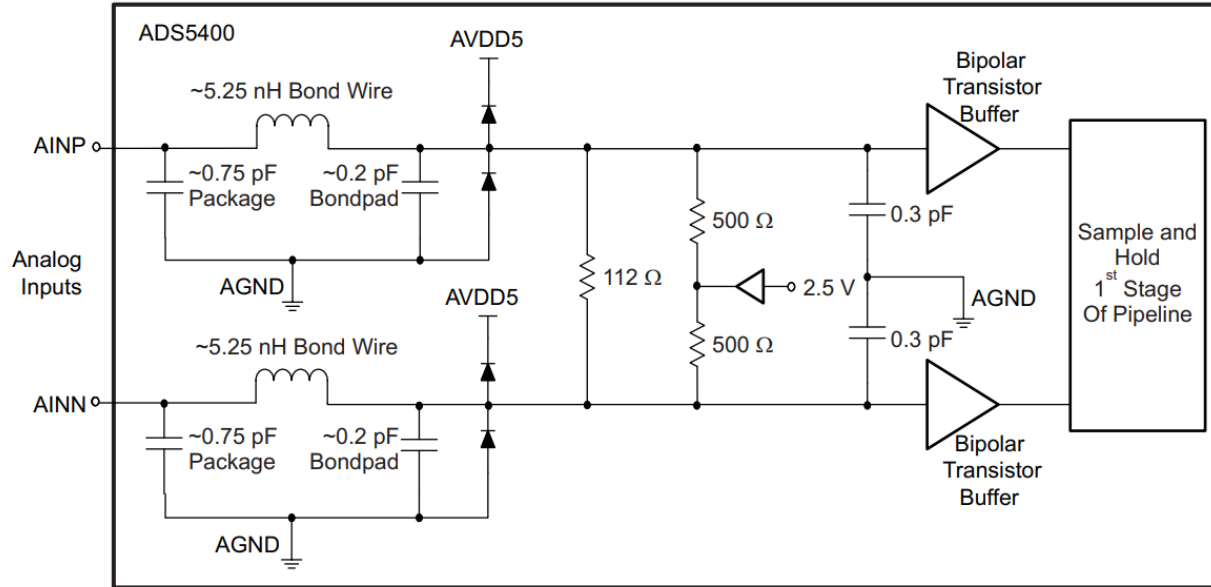 ADS5400
AVDD5
~5.25 nH Bond Wire
Bipolar
Transistor
Buffer
AINP
~0.75 pF
Package
~0.2 pF
Bondpad
500 Ω
0.3 pF
Analog
Inputs
AGND
112 Ω
2.5 V
AGND
Sample and
Hold
1st Stage
Of Pipeline
AVDD5
~5.25 nH Bond Wire
500 Ω
0.3 pF
AINN
~0.75 pF
Package
~0.2 pF
Bondpad
Bipolar
Transistor
Buffer
AGND